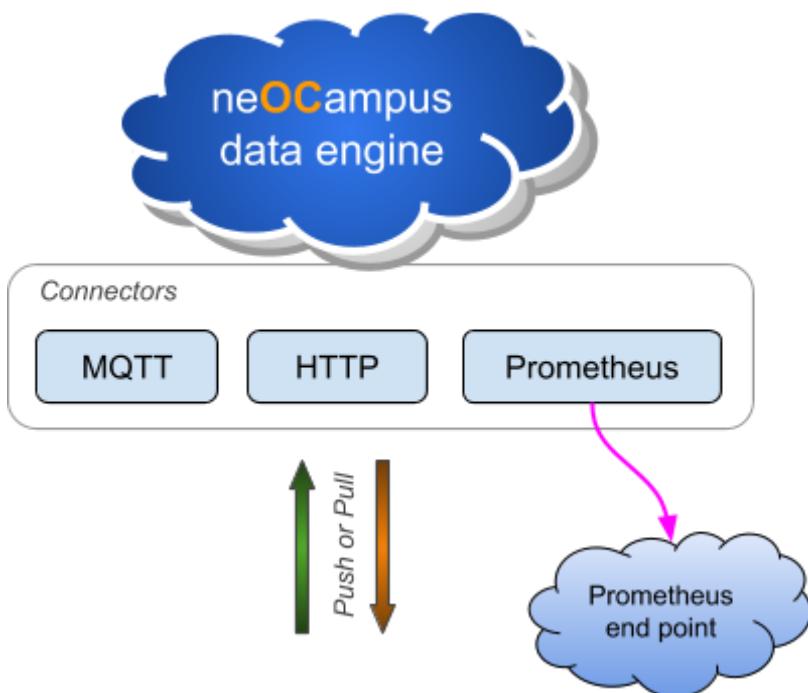 neOCampus
data engine
Connectors
MQTT
HTTP
Prometheus
Push or Pull
Prometheus
end point